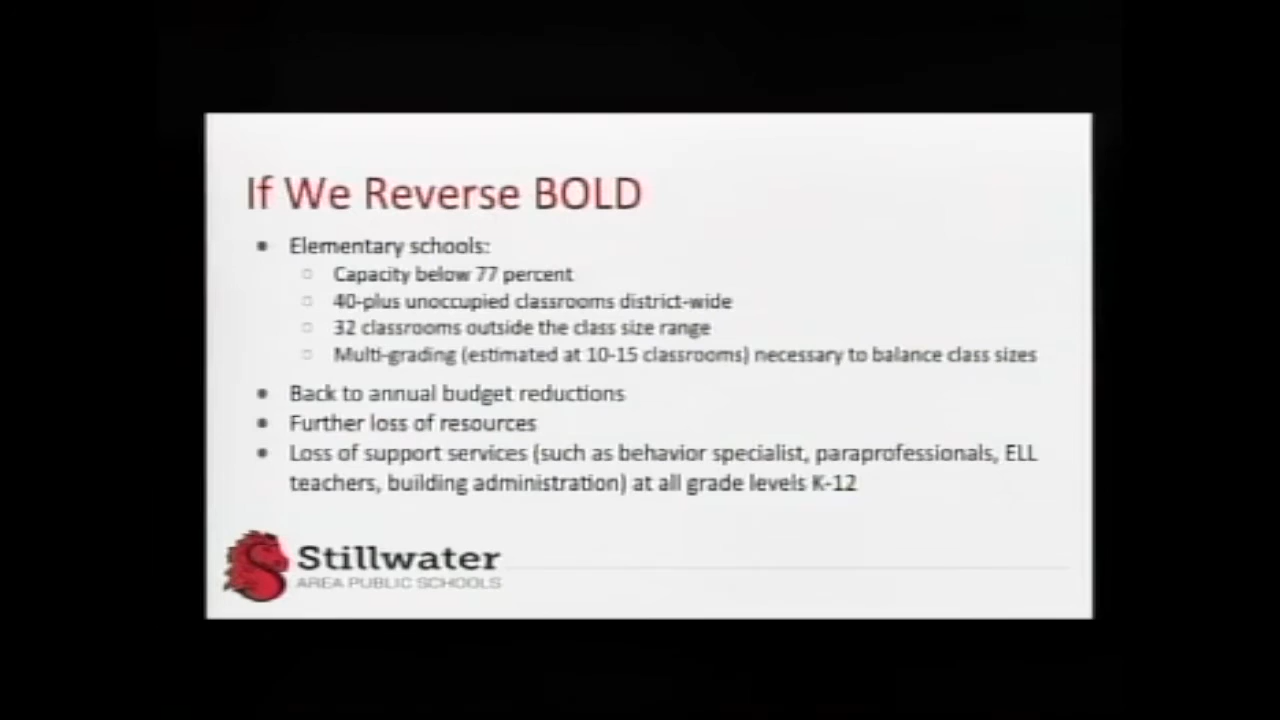 If We Reverse BOLD
• Elementary schools:
○ Capacity below 77 percent
○ 40-plus unoccupied classrooms district-wide
○ 32 classrooms outside the class size range
○ Multi-grading (estimated at 10-15 classrooms) necessary to balance class sizes
• Back to annual budget reductions
• Further loss of resources
• Loss of support services (such as behavior specialist, paraprofessionals, ELL
teachers, building administration) at all grade levels K-12
Stillwater
AREA PUBLIC SCHOOLS